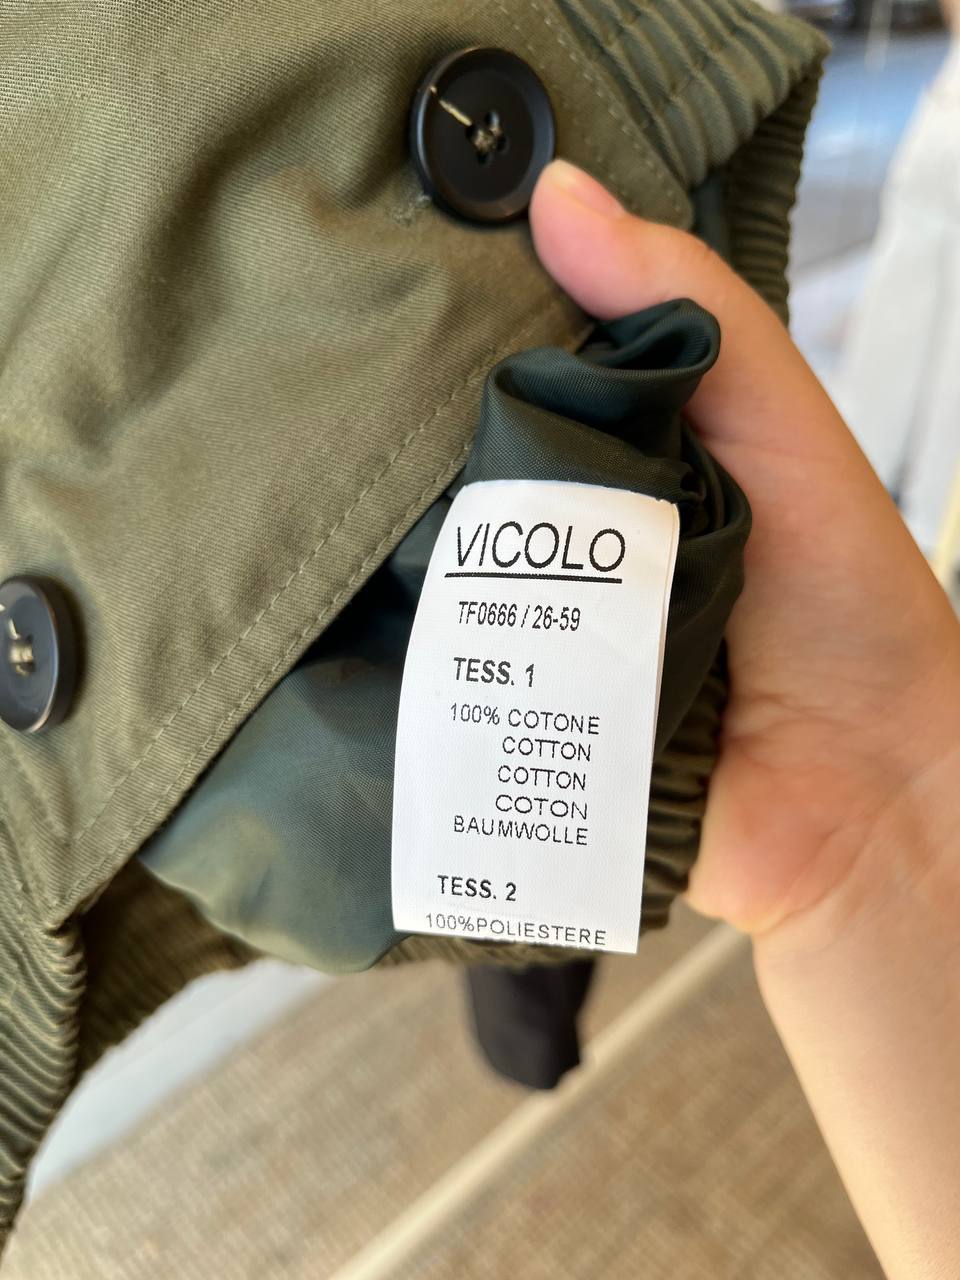 VICOLO
TF0666 / 26-59
TESS. 1
100% COTONE
COTTON
COTTON
COTON
BAUMWOLLE
TESS. 2
100%POLIESTERE